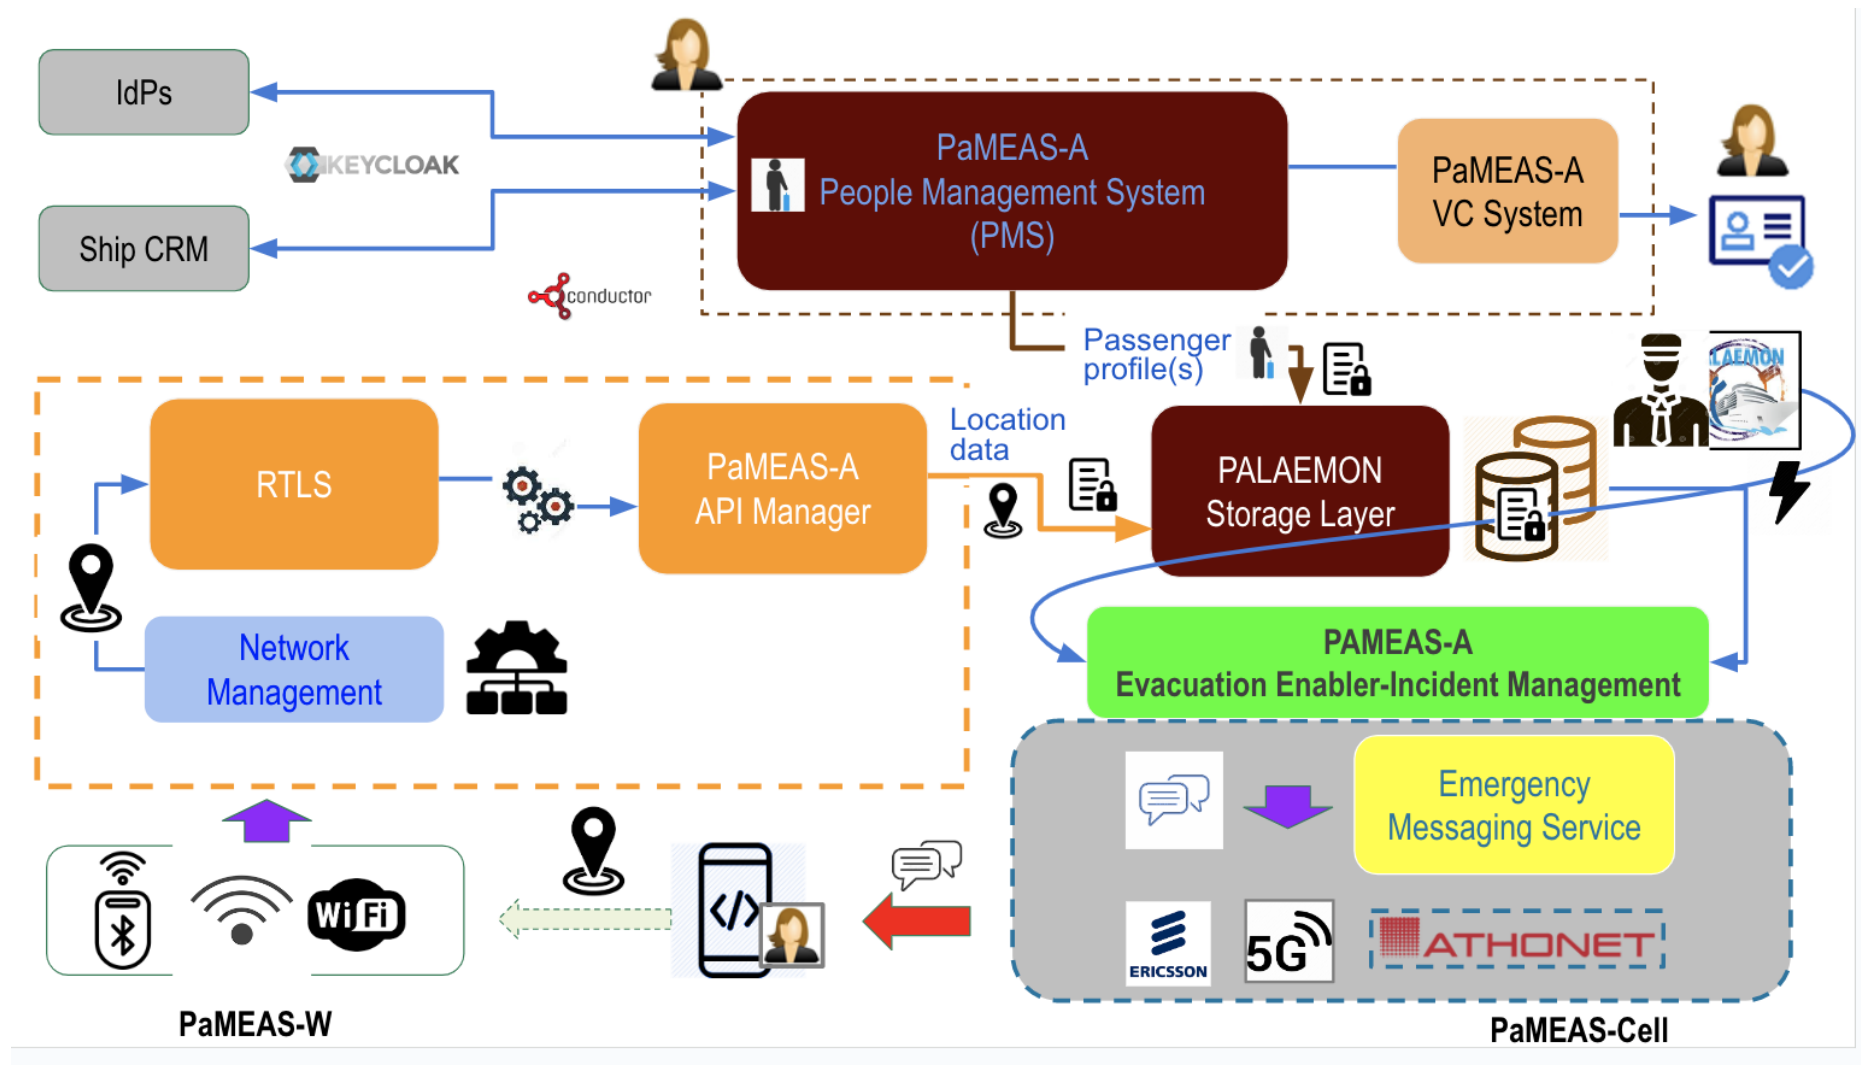 IdPs
KEYCLOAK
Ship CRM
conductor
PaMEAS-A
People Management System
(PMS)
PaMEAS-A
VC System
Passenger
profile(s)
LAEMON
Location
data
RTLS
PaMEAS-A
API Manager
PALAEMON
Storage Layer
Network
Management
PAMEAS-A
Evacuation Enabler-Incident Management
Emergency
Messaging Service
WiFi
</>
ERICSSON
5G
ATHONET
PaMEAS-W
PaMEAS-Cell